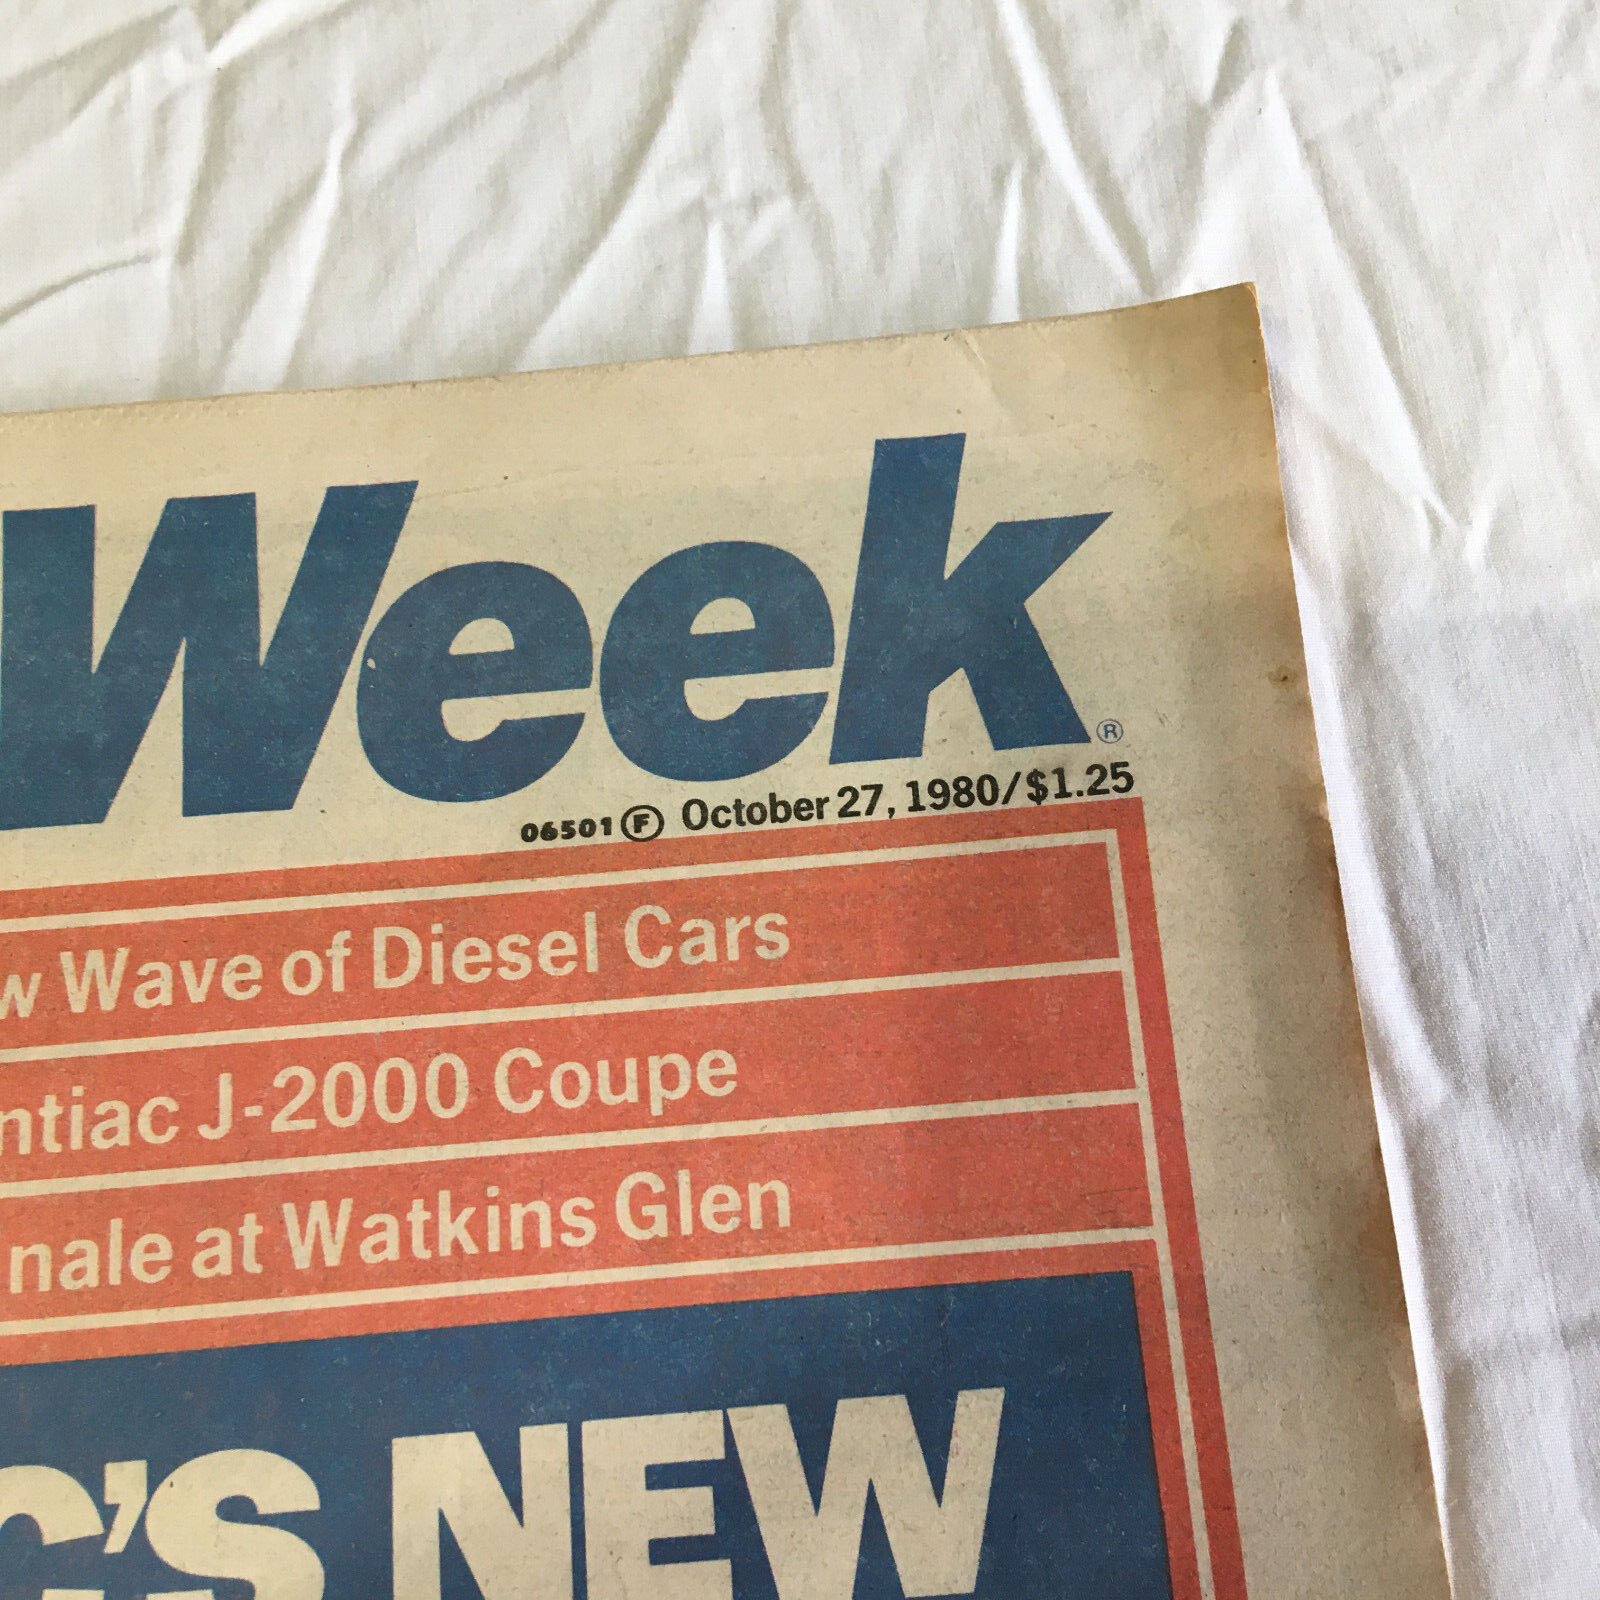 Week®
06501 Ⓕ October 27, 1980/$1.25
w Wave of Diesel Cars
ntiac J-2000 Coupe
nale at Watkins Glen
C'S NEW